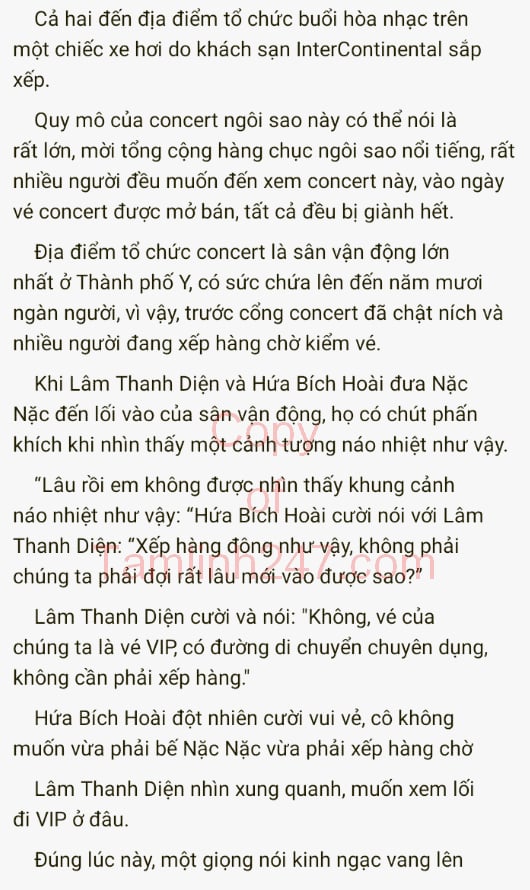 Cả hai đến địa điểm tổ chức buổi hòa nhạc trên
một chiếc xe hơi do khách sạn InterContinental sắp
xếp.
Quy mô của concert ngôi sao này có thể nói là
rất lớn, mời tổng cộng hàng chục ngôi sao nổi tiếng, rất
nhiều người đều muốn đến xem concert này, vào ngày
vé concert được mở bán, tất cả đều bị giành hết.
Địa điểm tổ chức concert là sân vận động lớn
nhất ở Thành phố Y, có sức chứa lên đến năm mươi
ngàn người, vì vậy, trước cổng concert đã chật ních và
nhiều người đang xếp hàng chờ kiểm vé.
Khi Lâm Thanh Diện và Hứa Bích Hoài đưa Nặc
Nặc đến lối vào của sân vận động, họ có chút phấn
khích khi nhìn thấy một cảnh tượng náo nhiệt như vậy.
“Lâu rồi em không được nhìn thấy khung cảnh
náo nhiệt như vậy: “Hứa Bích Hoài cười nói với Lâm
Thanh Diện: “Xếp hàng đông như vậy, không phải
chúng ta phải đợi rất lâu mới vào được sao?”
Lâm Thanh Diện cười và nói: "Không, vé của
chúng ta là vé VIP, có đường di chuyển chuyên dụng,
không cần phải xếp hàng."
Hứa Bích Hoài đột nhiên cười vui vẻ, cô không
muốn vừa phải bế Nặc Nặc vừa phải xếp hàng chờ
Lâm Thanh Diện nhìn xung quanh, muốn xem lối
đi VIP ở đâu.
Đúng lúc này, một giọng nói kinh ngạc vang lên
Copy
of
Tamlinh247.com